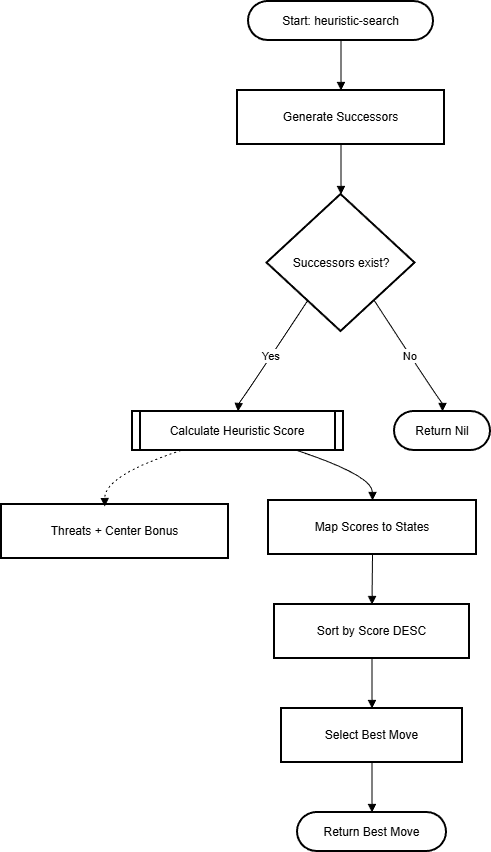 Start: heuristic-search
Generate Successors
Successors exist?
Yes
No
Calculate Heuristic Score
Return Nil
Threats + Center Bonus
Map Scores to States
Sort by Score DESC
Select Best Move
Return Best Move